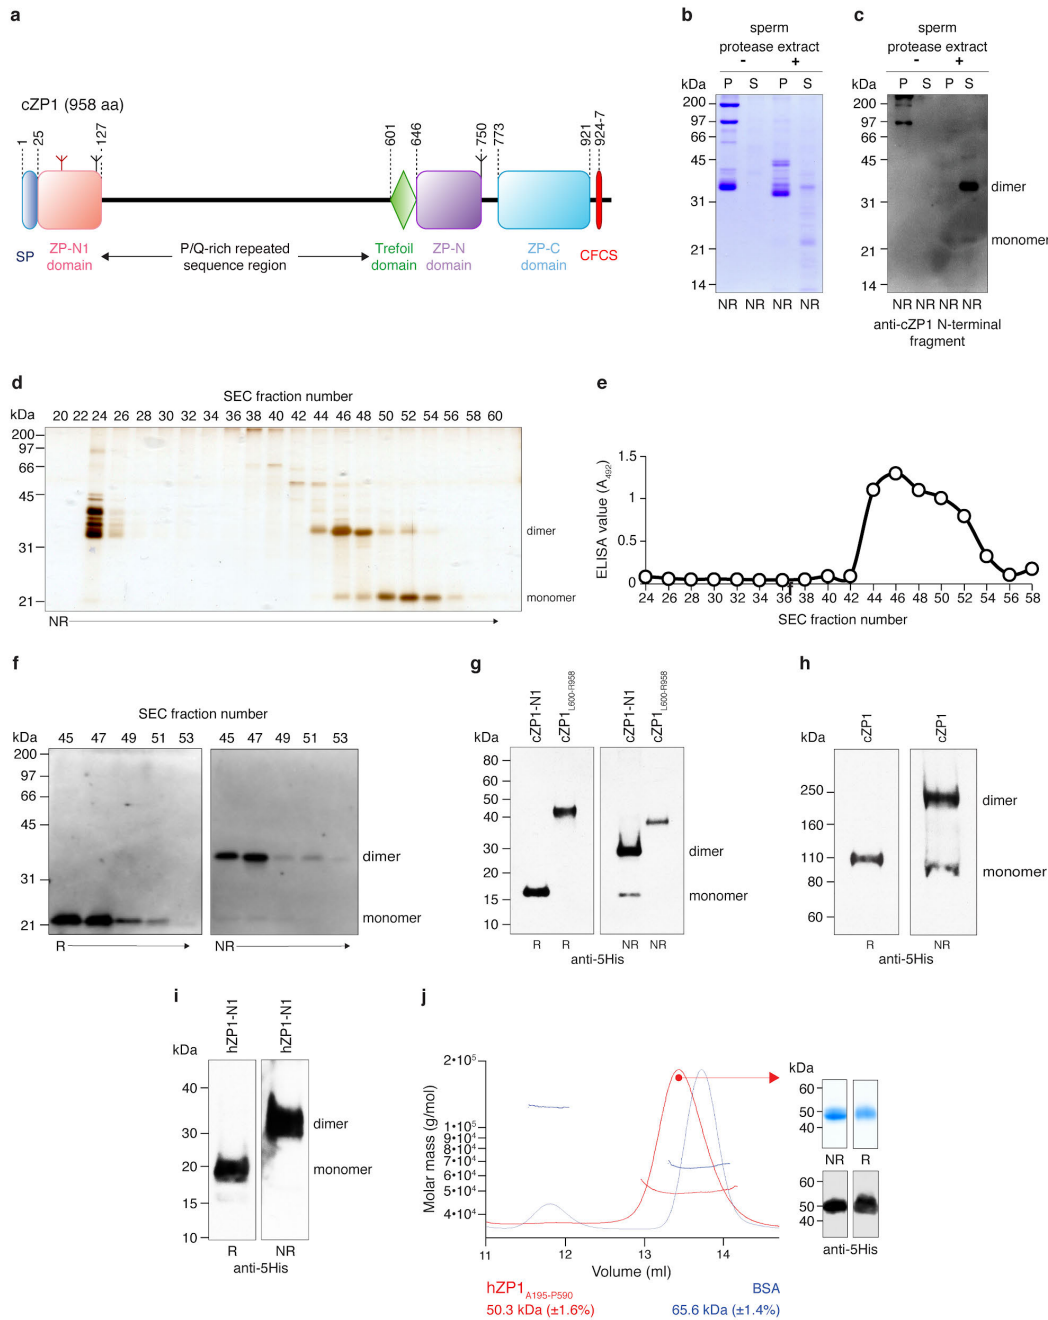 a
cZP1 (958 aa)
1 25 127 601 646 750 773 921 924-7
SP ZP-N1 domain P/Q-rich repeated sequence region Trefoil domain ZP-N domain ZP-C domain CFCS
b
sperm
protease extract
- +
kDa P S P S
200
97
66
45
31
21
14
NR NR NR NR
c
sperm
protease extract
- +
kDa P S P S
200
97
66
45
31
21
14
dimer
monomer
NR NR NR NR
anti-cZP1 N-terminal
fragment
d
SEC fraction number
kDa 20 22 24 26 28 30 32 34 36 38 40 42 44 46 48 50 52 54 56 58 60
200
97
66
45
31
21
dimer
monomer
NR
e
ELISA value (A492)
1.5
1
0.5
0
24 26 28 30 32 34 36 38 40 42 44 46 48 50 52 54 56 58
SEC fraction number
f
SEC fraction number
kDa 45 47 49 51 53 45 47 49 51 53
200
97
66
45
31
21
dimer
monomer
R NR
g
cZP1-N1 cZP1L600-R958 cZP1-N1 cZP1L600-R958
kDa
80
60
50
40
30
20
15
10
dimer
monomer
R R NR NR
anti-5His
h
cZP1 cZP1
kDa
250
160
110
80
60
dimer
monomer
R NR
anti-5His
i
hZP1-N1 hZP1-N1
kDa
40
30
20
15
10
dimer
monomer
R NR
anti-5His
j
Molar mass (g/mol)
2•10⁵
1•10⁵
9•10⁴
8•10⁴
7•10⁴
6•10⁴
5•10⁴
4•10⁴
11 12 13 14
Volume (ml)
hZP1A195-P590
50.3 kDa (±1.6%)
BSA
65.6 kDa (±1.4%)
kDa
60
50
40
NR R
60
50
40
anti-5His